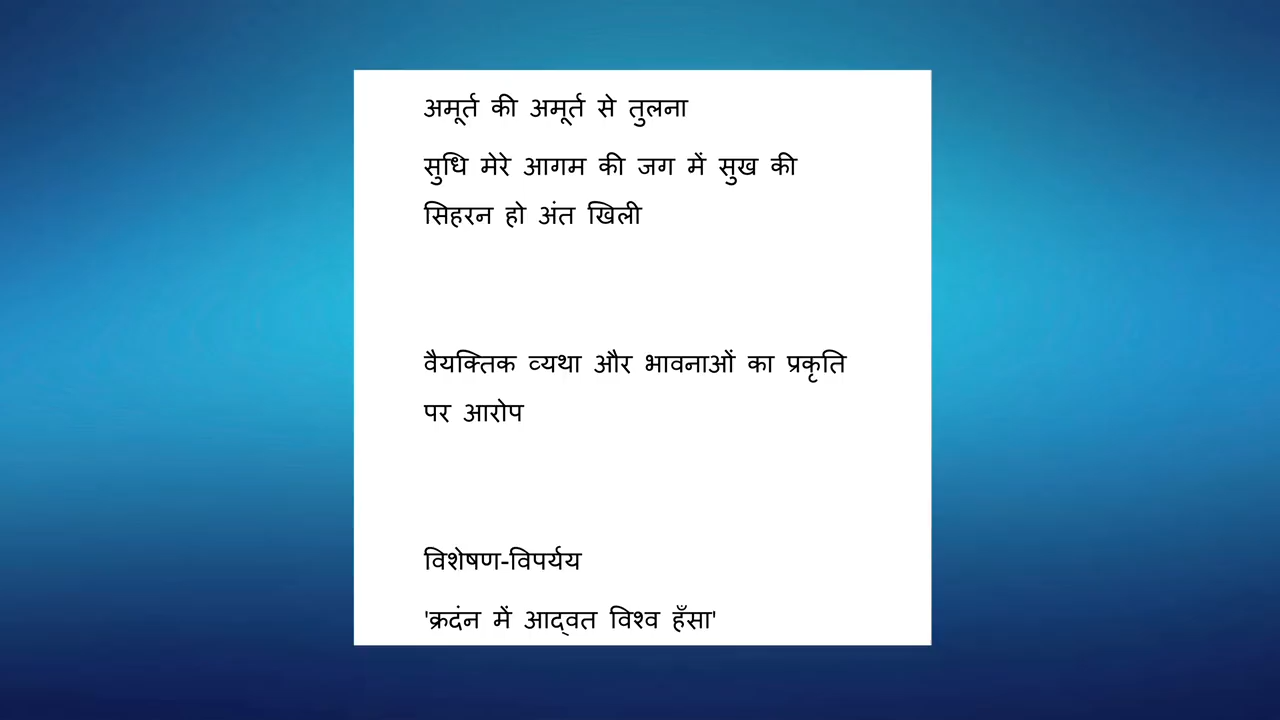 अमूर्त की अमूर्त से तुलना
सुधि मेरे आगम की जग में सुख की
सिहरन हो अंत खिली
वैयक्तिक व्यथा और भावनाओं का प्रकृति
पर आरोप
विशेषण-विपर्यय
'क्रदंन में आद्वत विश्व हँसा'